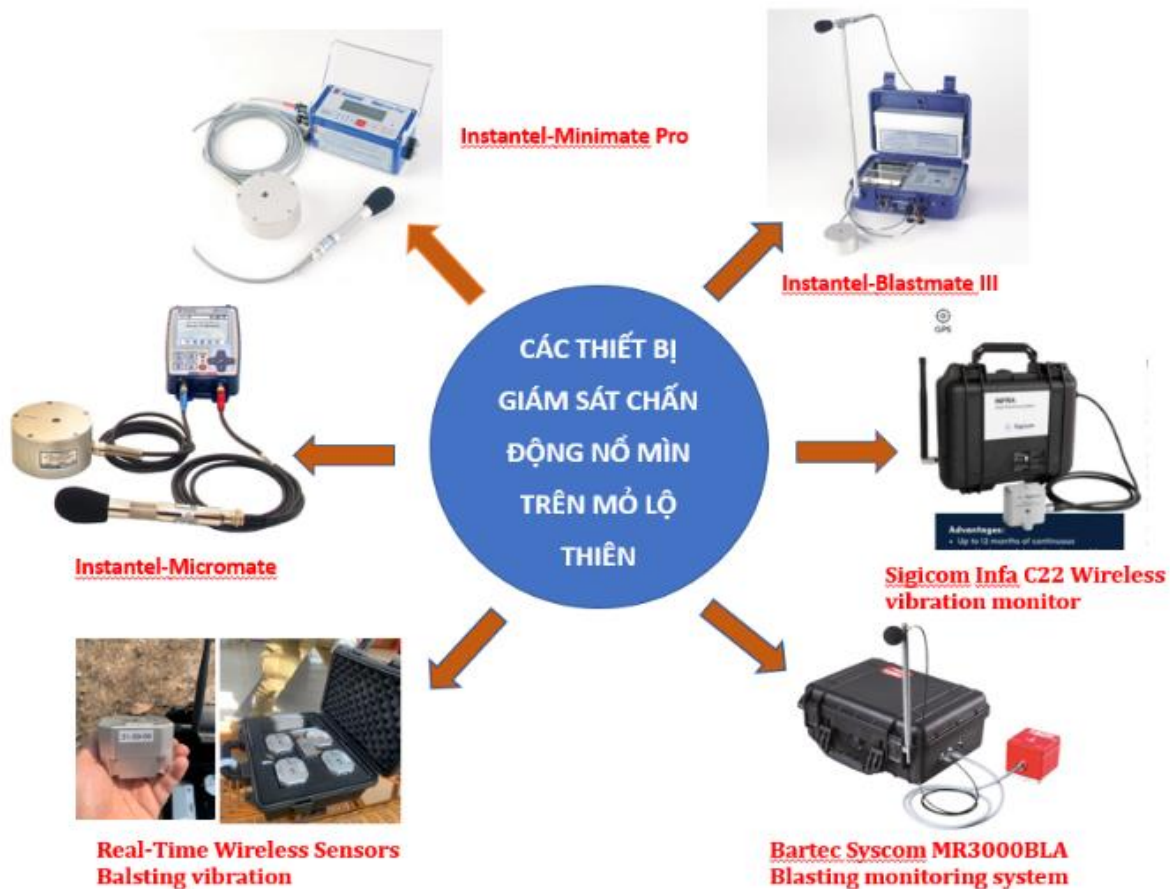 Instantel-Minimate Pro
Instantel-Blastmate III
CÁC THIẾT BỊ
GIÁM SÁT CHẤN
ĐỘNG NỔ MÌN
TRÊN MỎ LỘ
THIÊN
GPS
INFRA
Sigicom
Advantages:
• Up to 12 months of continuous
Instantel-Micromate
Sigicom Infa C22 Wireless
vibration monitor
Real-Time Wireless Sensors
Balsting vibration
Bartec Syscom MR3000BLA
Blasting monitoring system